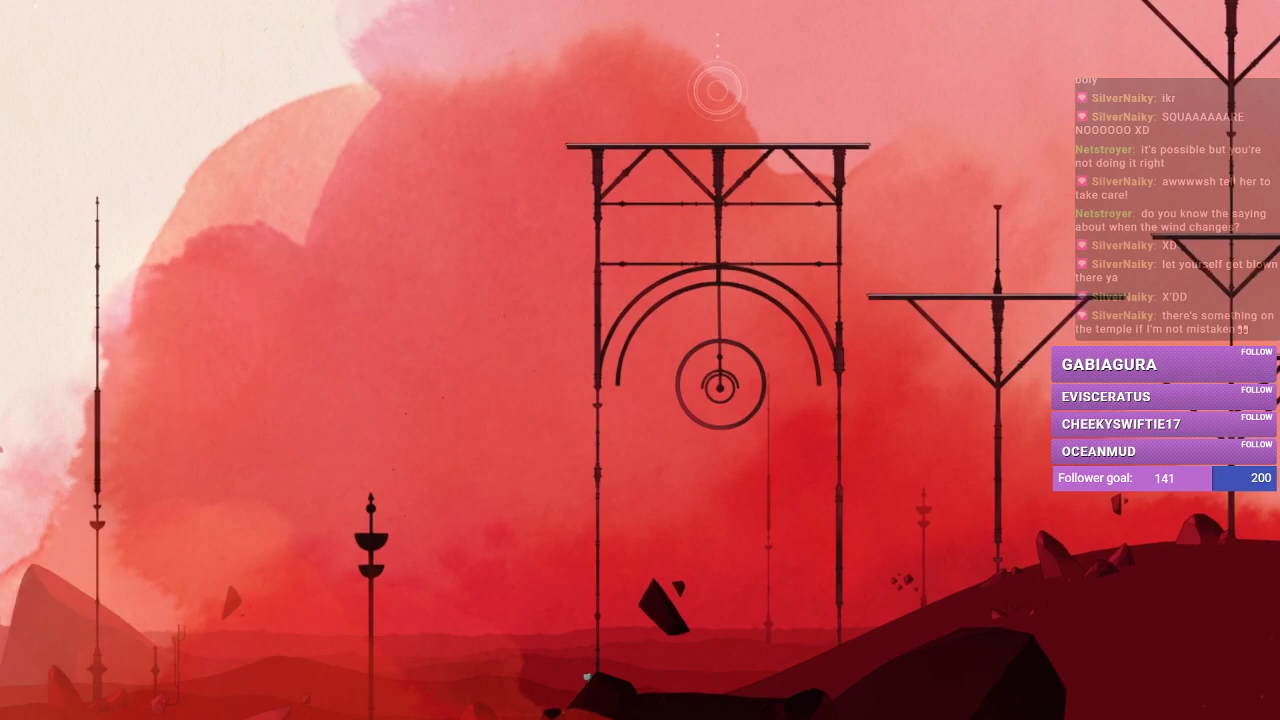 SilverNaiky: ikr
SilverNaiky: SQUAAAAAARE
NOOOOOO XD
Netstroyer: it's possible but you're
not doing it right
SilverNaiky: awwwwsh tell her to
take care!
Netstroyer: do you know the saying
about when the wind changes?
SilverNaiky: XD
SilverNaiky: let yourself get blown
there ya
SilverNaiky: X'DD
SilverNaiky: there's something on
the temple if I'm not mistaken
GABIAGURA FOLLOW
EVISCERATUS FOLLOW
CHEEKYSWIFTIE17 FOLLOW
OCEANMUD FOLLOW
Follower goal: 141 200